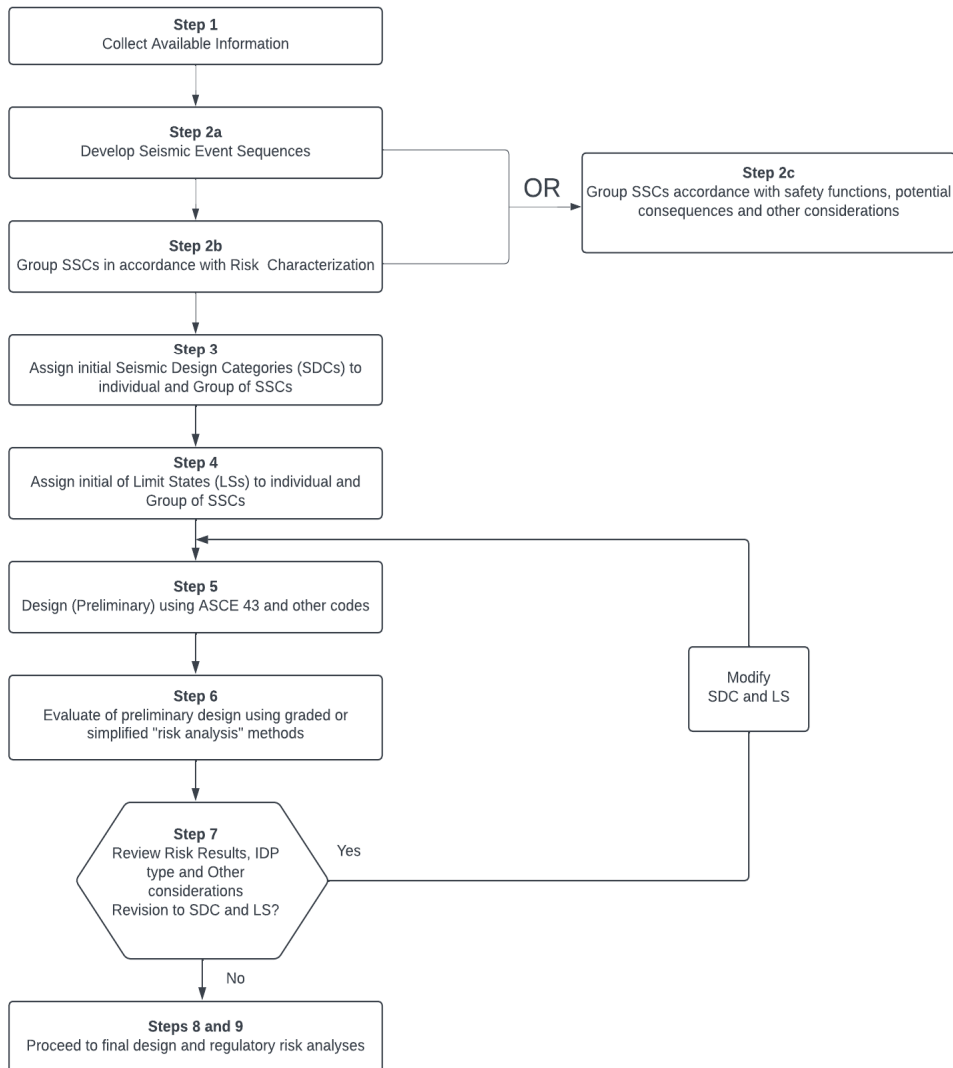 Step 1
Collect Available Information
Step 2a
Develop Seismic Event Sequences
OR
Step 2c
Group SSCs accordance with safety functions, potential
consequences and other considerations
Step 2b
Group SSCs in accordance with Risk  Characterization
Step 3
Assign initial Seismic Design Categories (SDCs) to
individual and Group of SSCs
Step 4
Assign initial of Limit States (LSs) to individual and
Group of SSCs
Step 5
Design (Preliminary) using ASCE 43 and other codes
Step 6
Evaluate of preliminary design using graded or
simplified "risk analysis" methods
Modify
SDC and LS
Step 7
Review Risk Results, IDP
type and Other
considerations
Revision to SDC and LS?
Yes
No
Steps 8 and 9
Proceed to final design and regulatory risk analyses